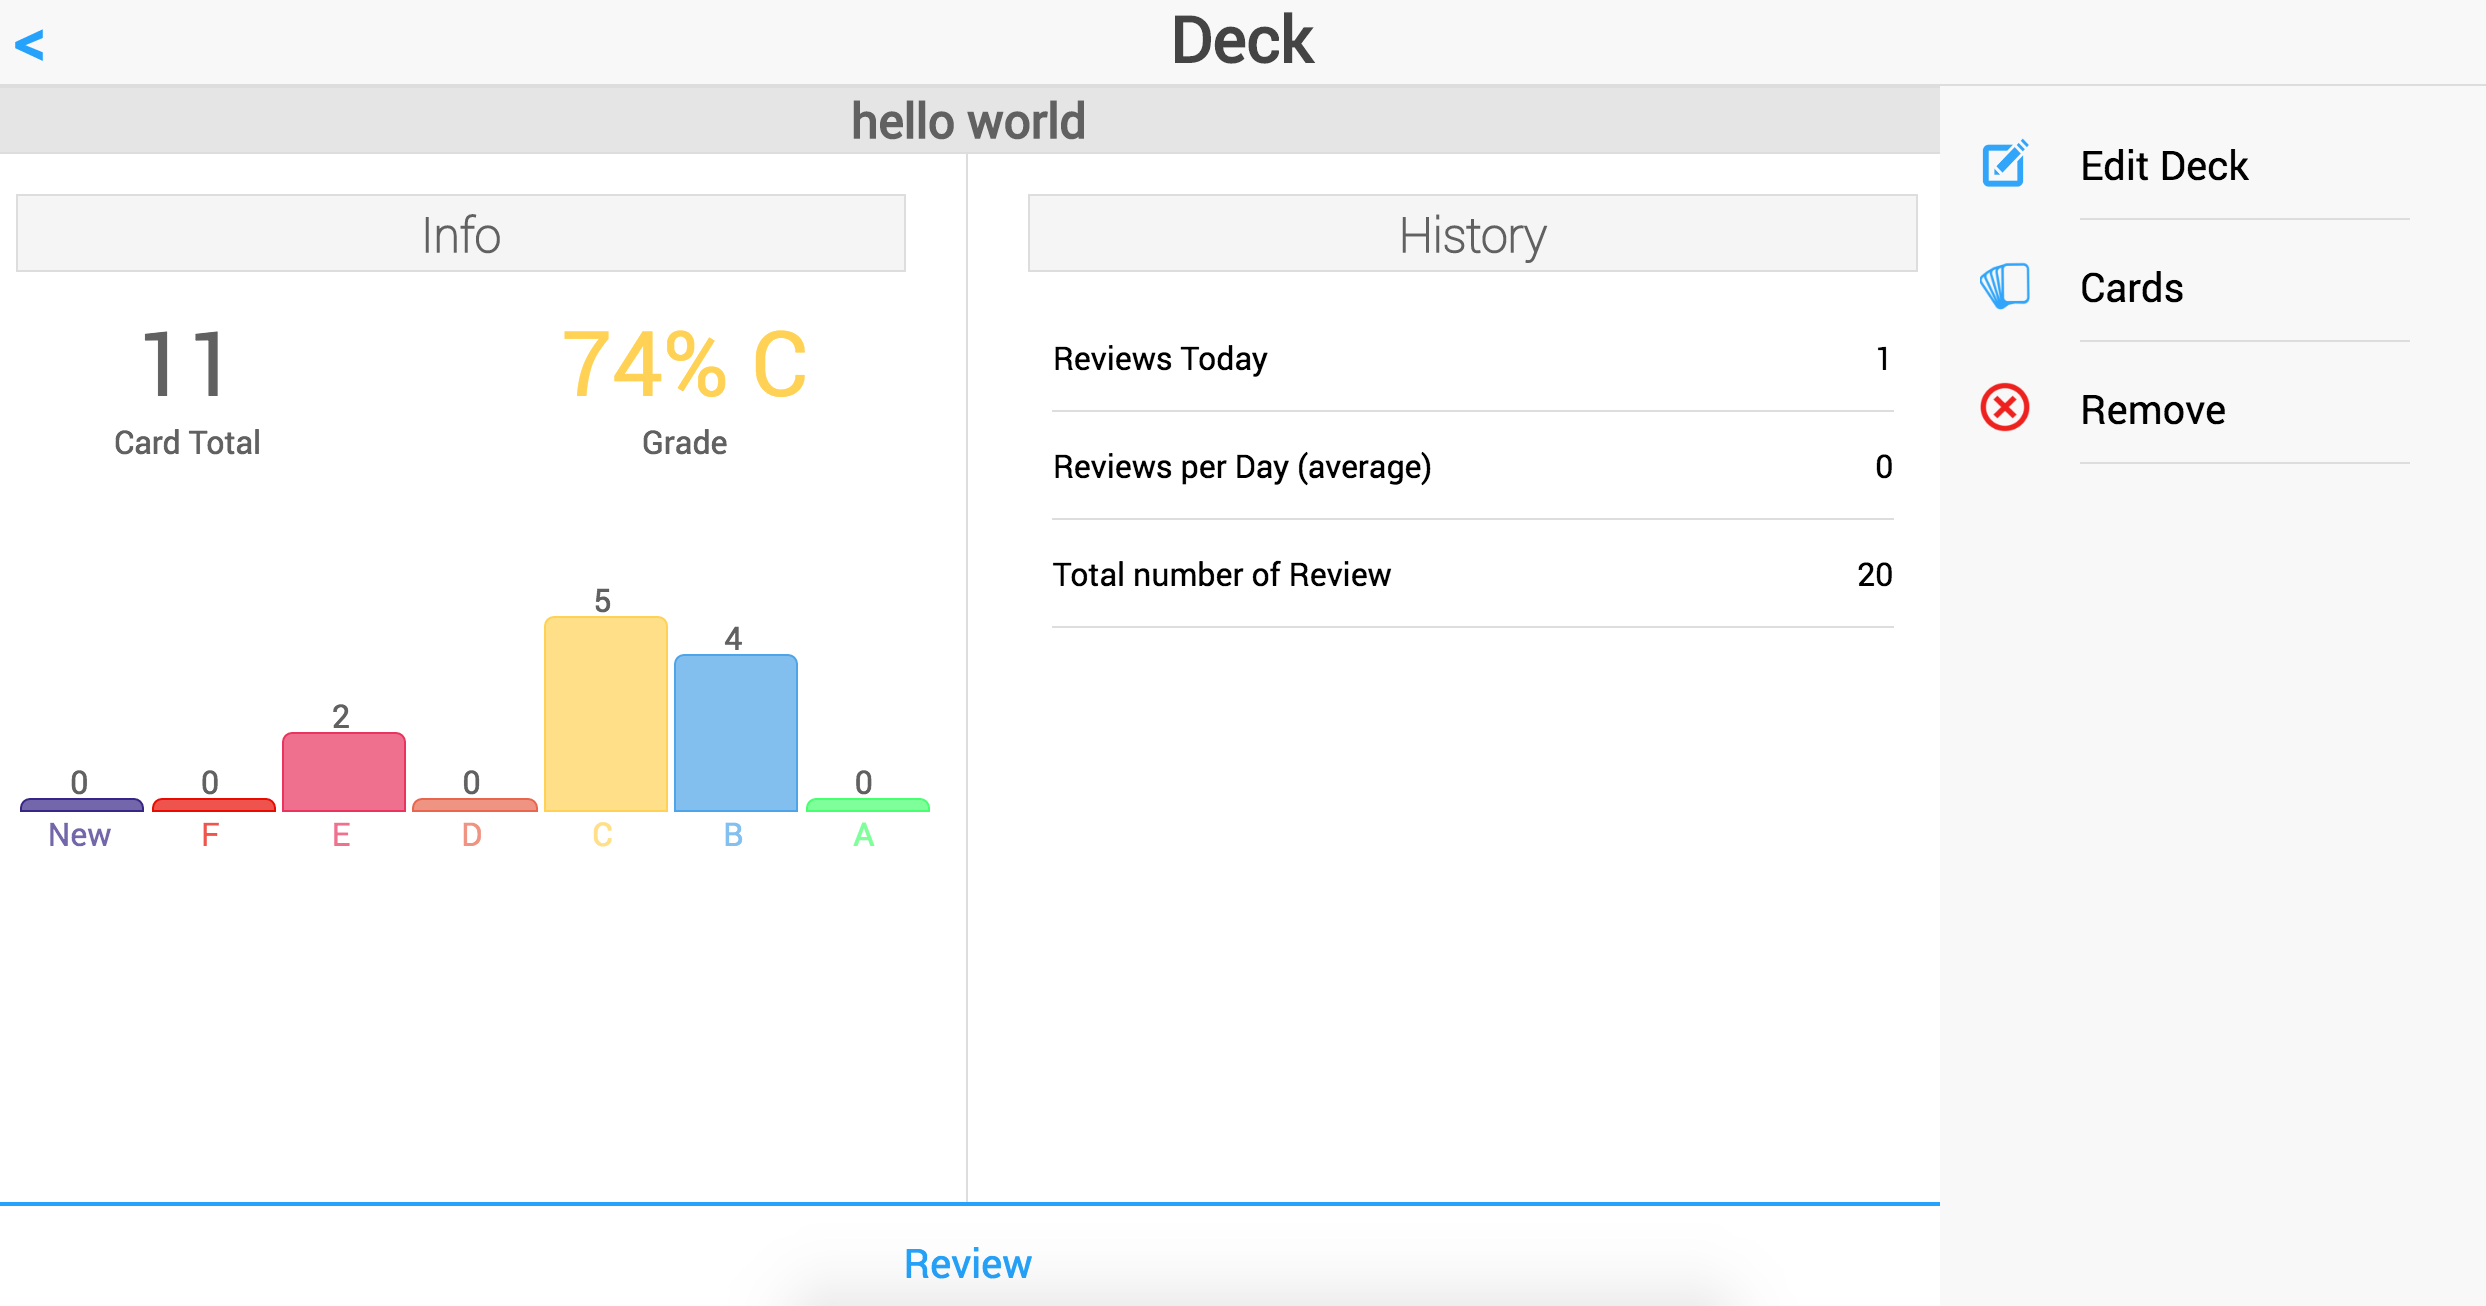 <
Deck
hello world
Info
11
Card Total
74% C
Grade
0
0
2
0
5
4
0
New
F
E
D
C
B
A
History
Reviews Today 1
Reviews per Day (average) 0
Total number of Review 20
Edit Deck
Cards
Remove
Review